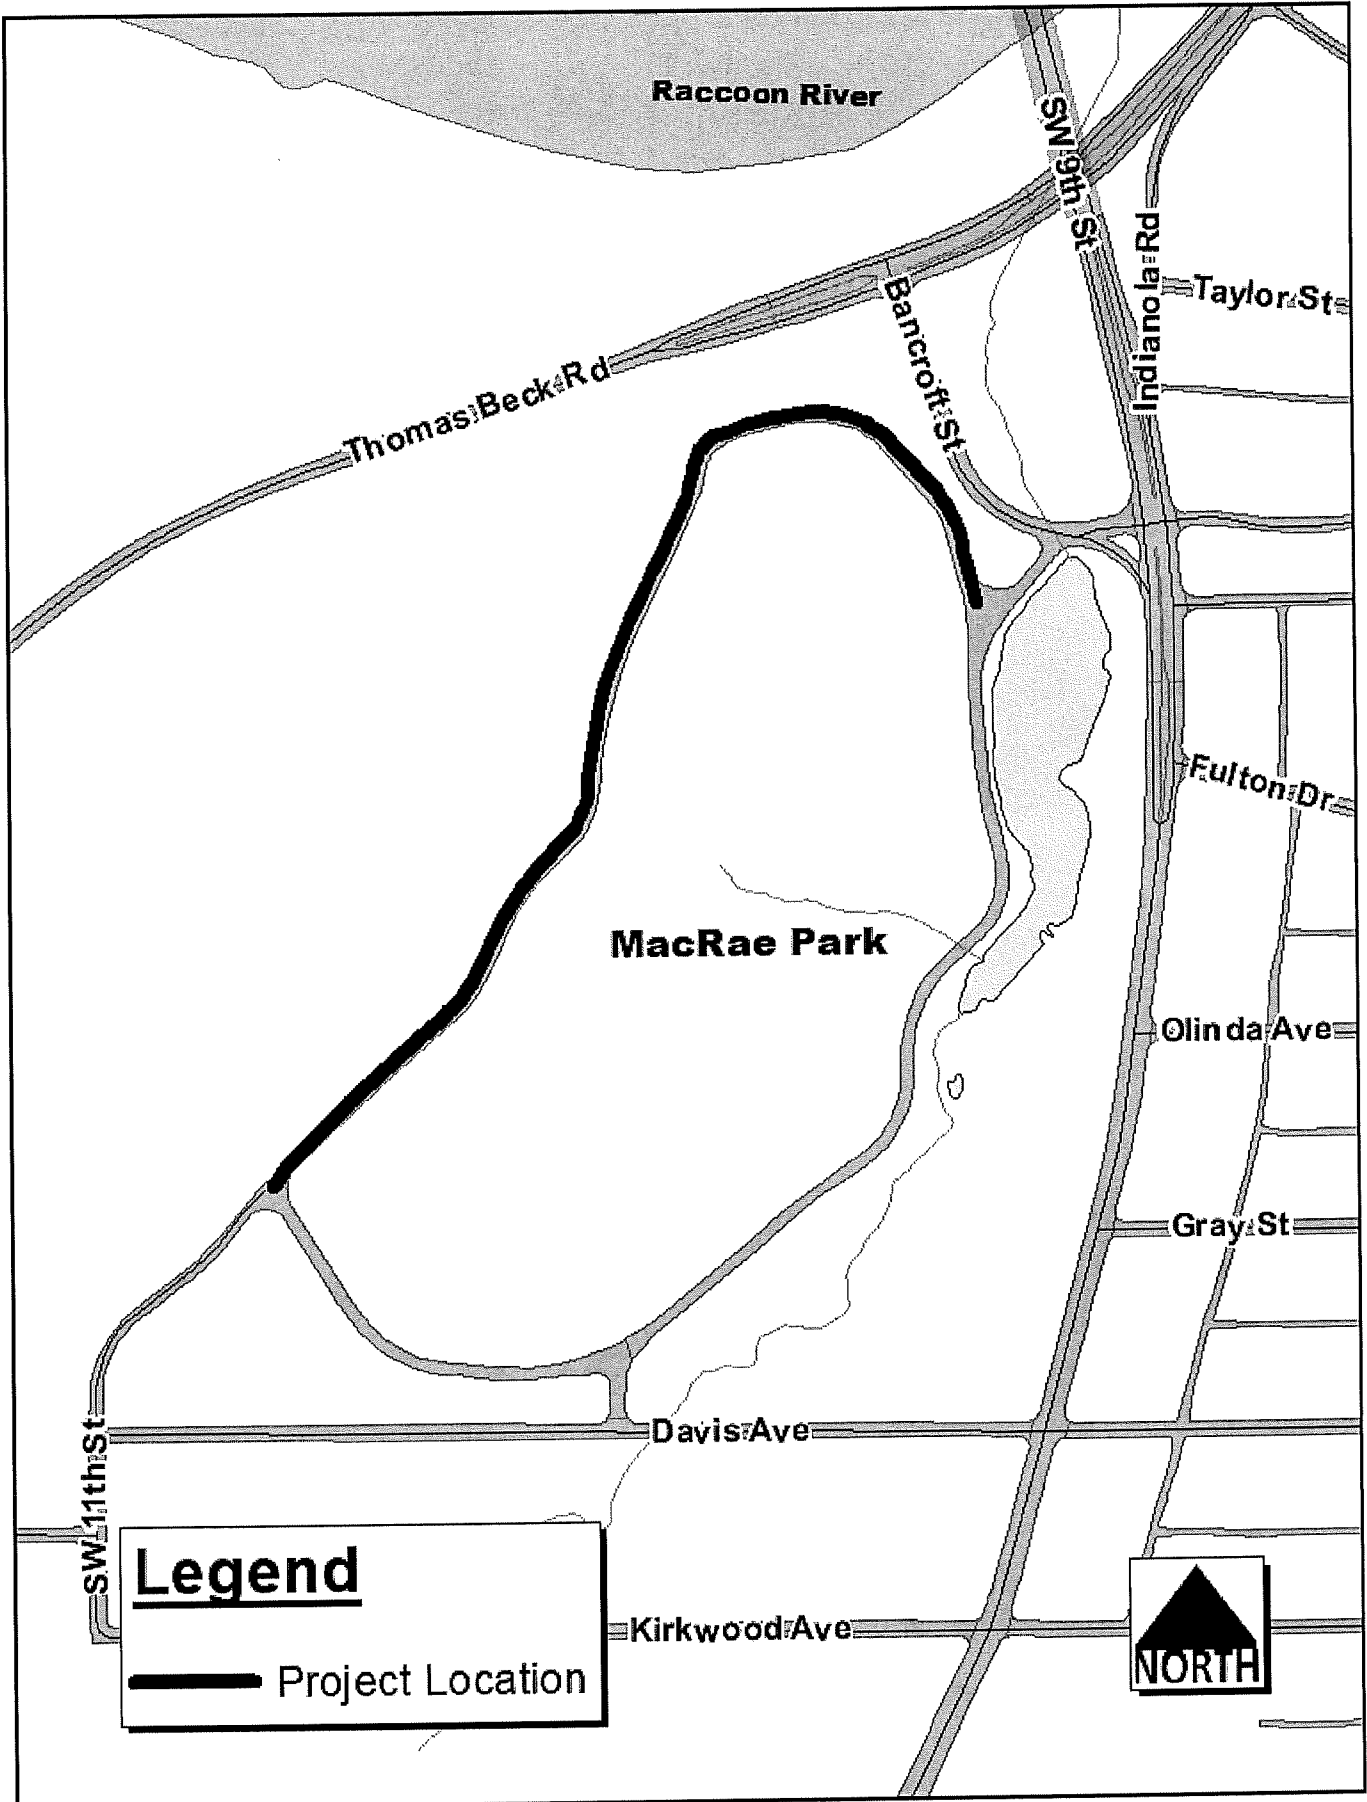 Raccoon River
SW 9th St
Indianola Rd
Taylor St
Bancroft St
Thomas Beck Rd
Fulton Dr
MacRae Park
Olinda Ave
Gray St
Davis Ave
SW 11th St
Legend
Kirkwood Ave
Project Location
NORTH